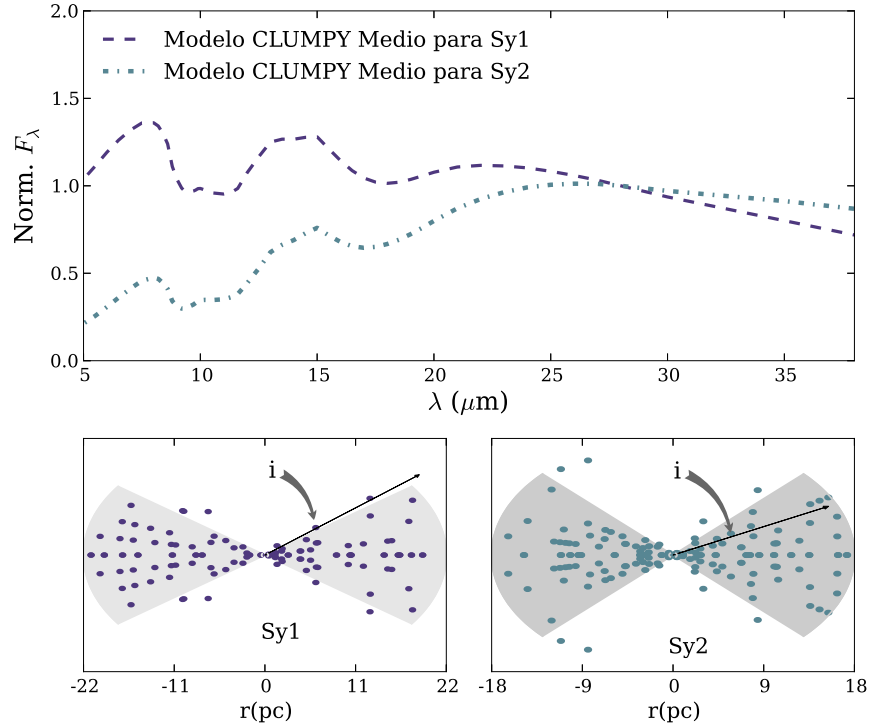 2.0
1.5
1.0
0.5
0.0
Norm. F_λ
Modelo CLUMPY Medio para Sy1
Modelo CLUMPY Medio para Sy2
5 10 15 20 25 30 35
λ (μm)
i
Sy1
-22 -11 0 11 22
r(pc)
i
Sy2
-18 -9 0 9 18
r(pc)